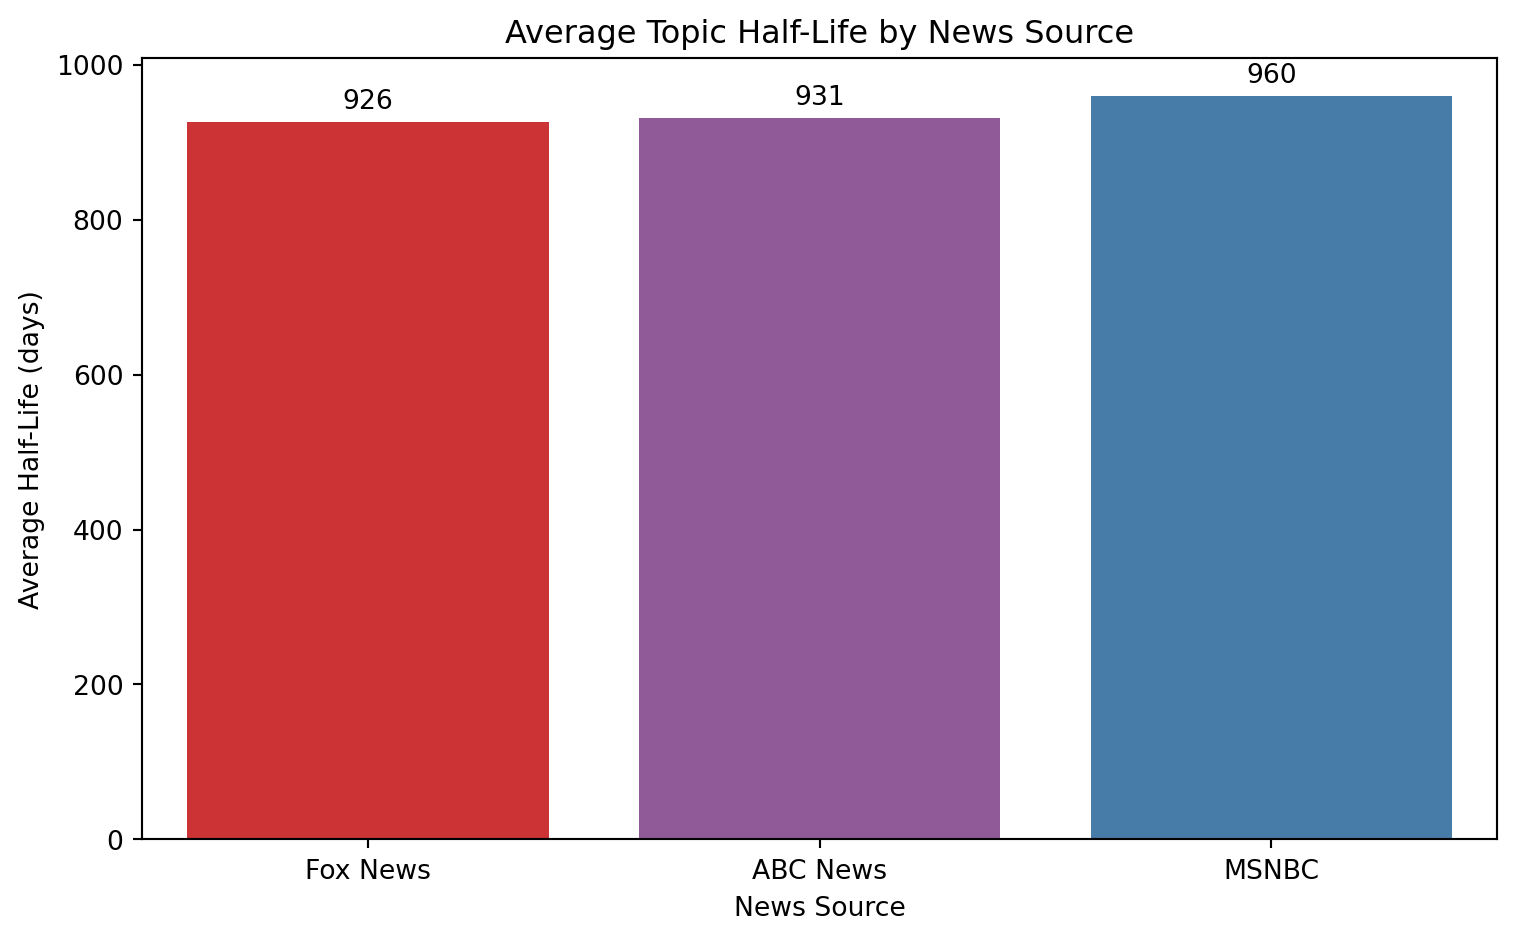 Average Topic Half-Life by News Source
1000
800
600
400
200
0
Average Half-Life (days)
926
931
960
Fox News
ABC News
MSNBC
News Source